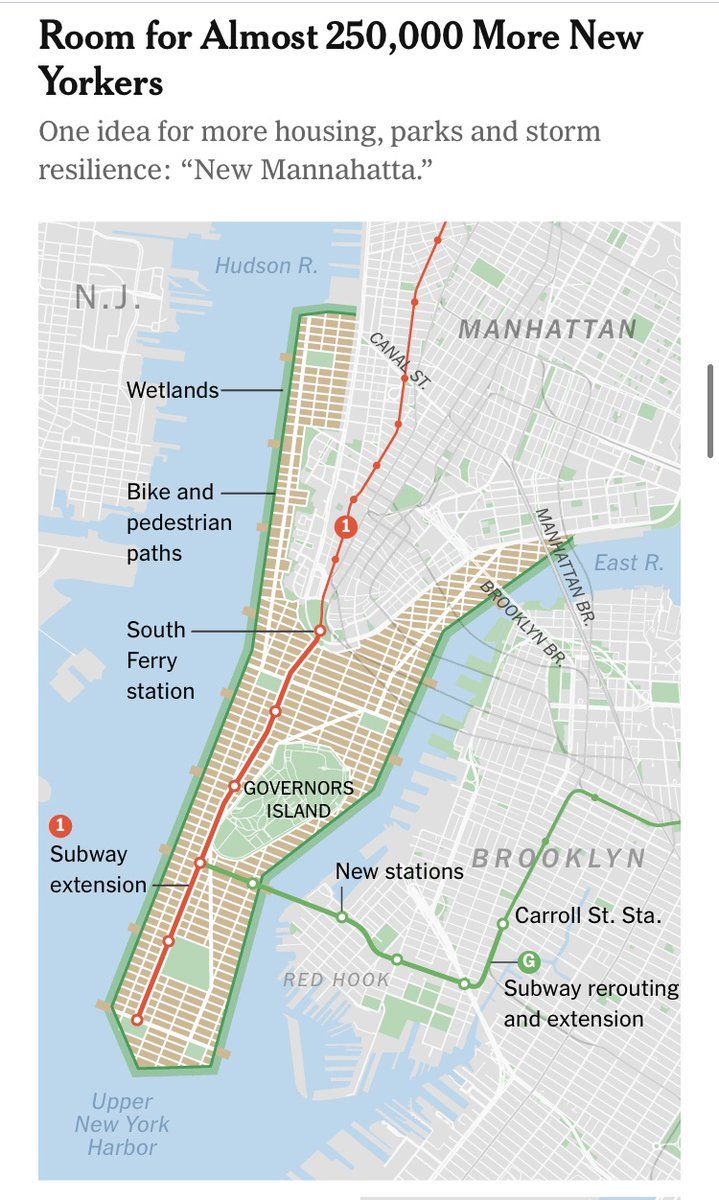 Room for Almost 250,000 More New
Yorkers
One idea for more housing, parks and storm
resilience: “New Mannahatta.”
Hudson R.
N.J.
MANHATTAN
CANAL ST.
Wetlands
Bike and
pedestrian
paths
1
MANHATTAN BR.
East R.
BROOKLYN BR.
South
Ferry
station
GOVERNORS
ISLAND
1
Subway
extension
BROOKLYN
New stations
Carroll St. Sta.
RED HOOK
G
Subway rerouting
and extension
Upper
New York
Harbor